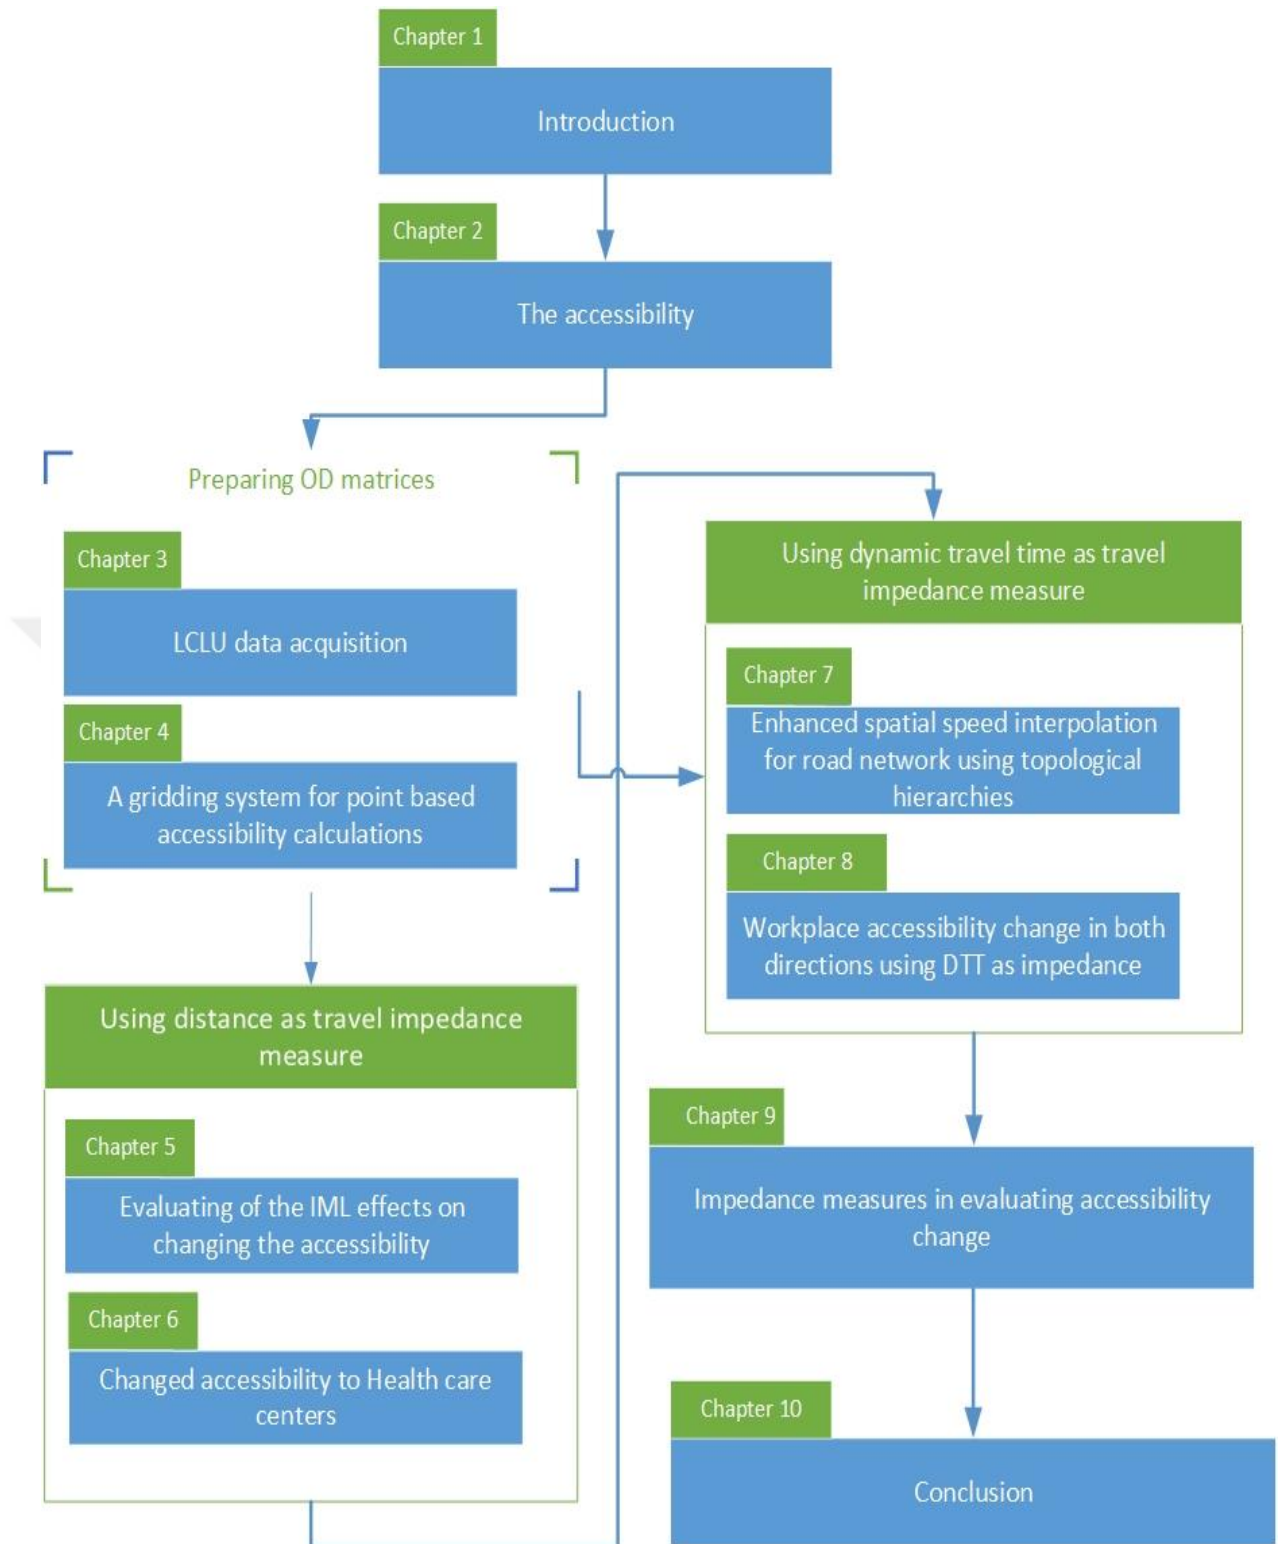 Chapter 1
Introduction
Chapter 2
The accessibility
Preparing OD matrices
Chapter 3
LCLU data acquisition
Chapter 4
A gridding system for point based
accessibility calculations
Using distance as travel impedance
measure
Chapter 5
Evaluating of the IML effects on
changing the accessibility
Chapter 6
Changed accessibility to Health care
centers
Using dynamic travel time as travel
impedance measure
Chapter 7
Enhanced spatial speed interpolation
for road network using topological
hierarchies
Chapter 8
Workplace accessibility change in both
directions using DTT as impedance
Chapter 9
Impedance measures in evaluating accessibility
change
Chapter 10
Conclusion